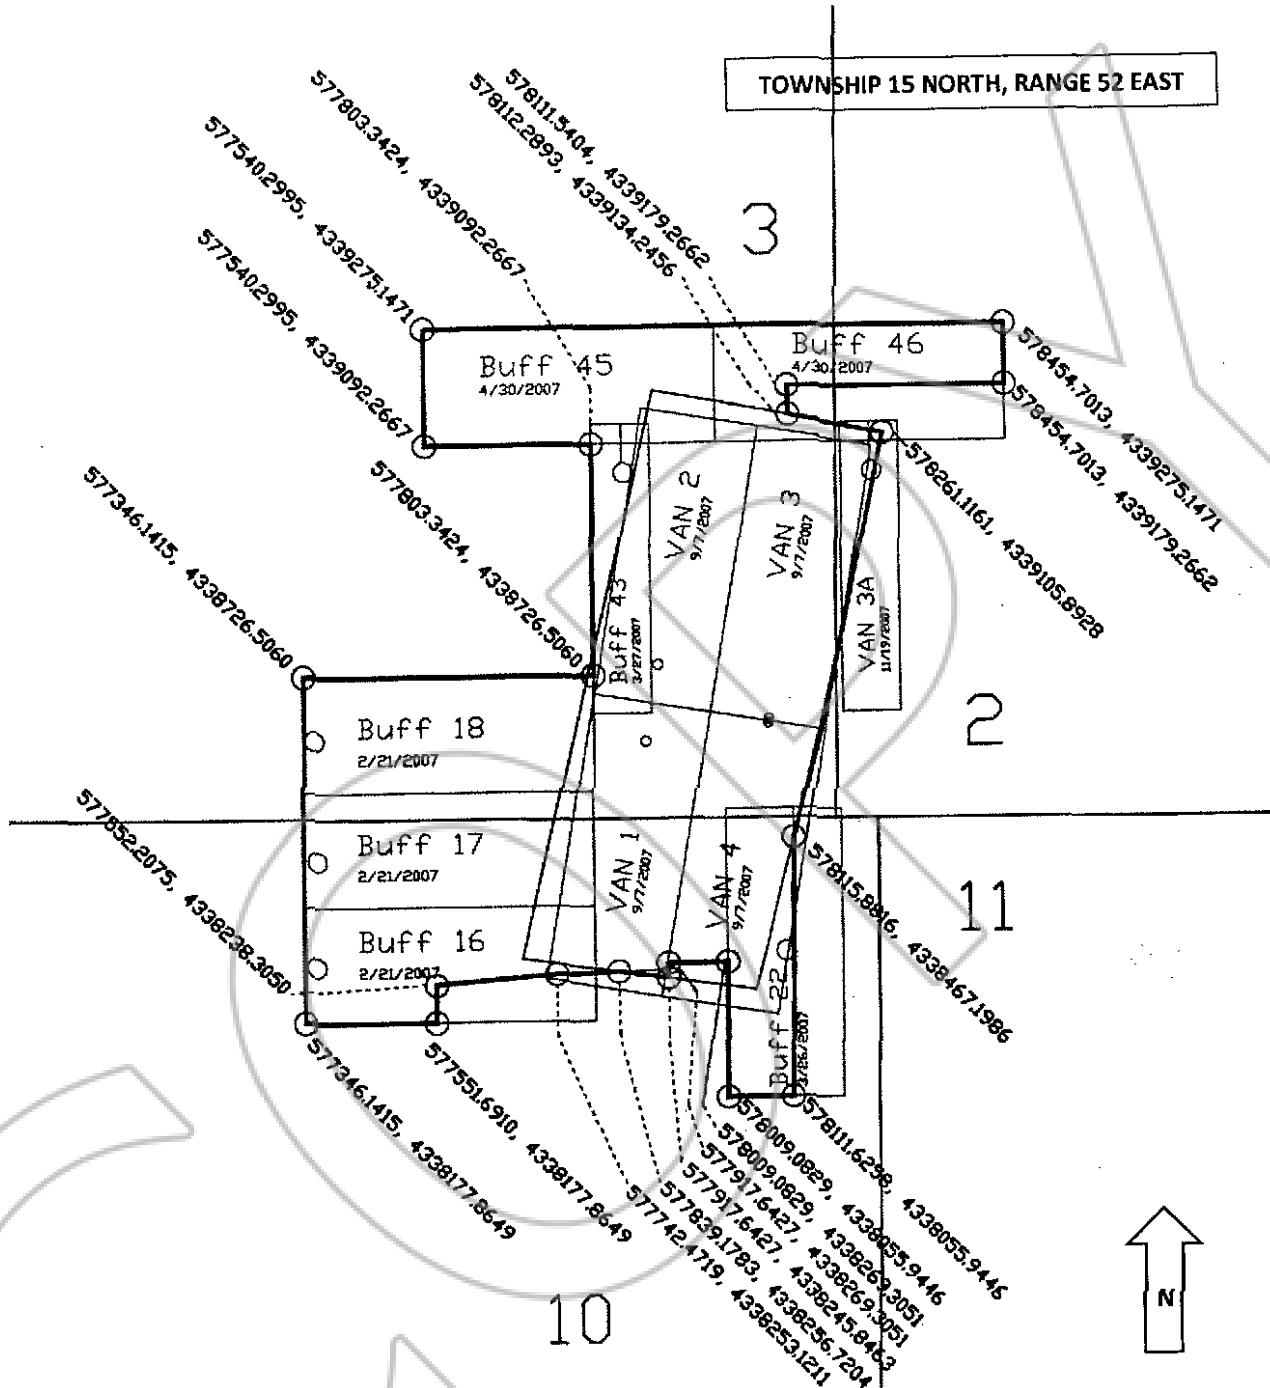 TOWNSHIP 15 NORTH, RANGE 52 EAST
578111.5404, 4339179.2662
578112.2893, 4339134.2456
577803.3424, 4339092.2667
577540.2995, 4339275.1471
577540.2995, 4339092.2667
3
Buff 45
4/30/2007
Buff 46
4/30/2007
578454.7013, 4339275.1471
578454.7013, 4339179.2662
578261.1161, 4339105.8928
577346.1415, 4338726.5060
577803.3424, 4338726.5060
VAN 2
9/7/2007
VAN 3
9/7/2007
Buff 43
3/27/2007
VAN 3A
11/19/2007
2
Buff 18
2/21/2007
577552.2075, 4338238.3050
Buff 17
2/21/2007
VAN 1
9/7/2007
VAN 4
9/7/2007
578115.8816, 4338467.1986
11
Buff 16
2/21/2007
Buff 22
577346.1415, 4338177.8649
577551.6910, 4338177.8649
578111.6298, 4338055.9446
578009.0829, 4338055.9446
578009.0829, 4338269.3051
577917.6427, 4338269.3051
577917.6427, 4338245.8463
577839.1783, 4338256.7204
577742.4719, 4338253.1211
10
N